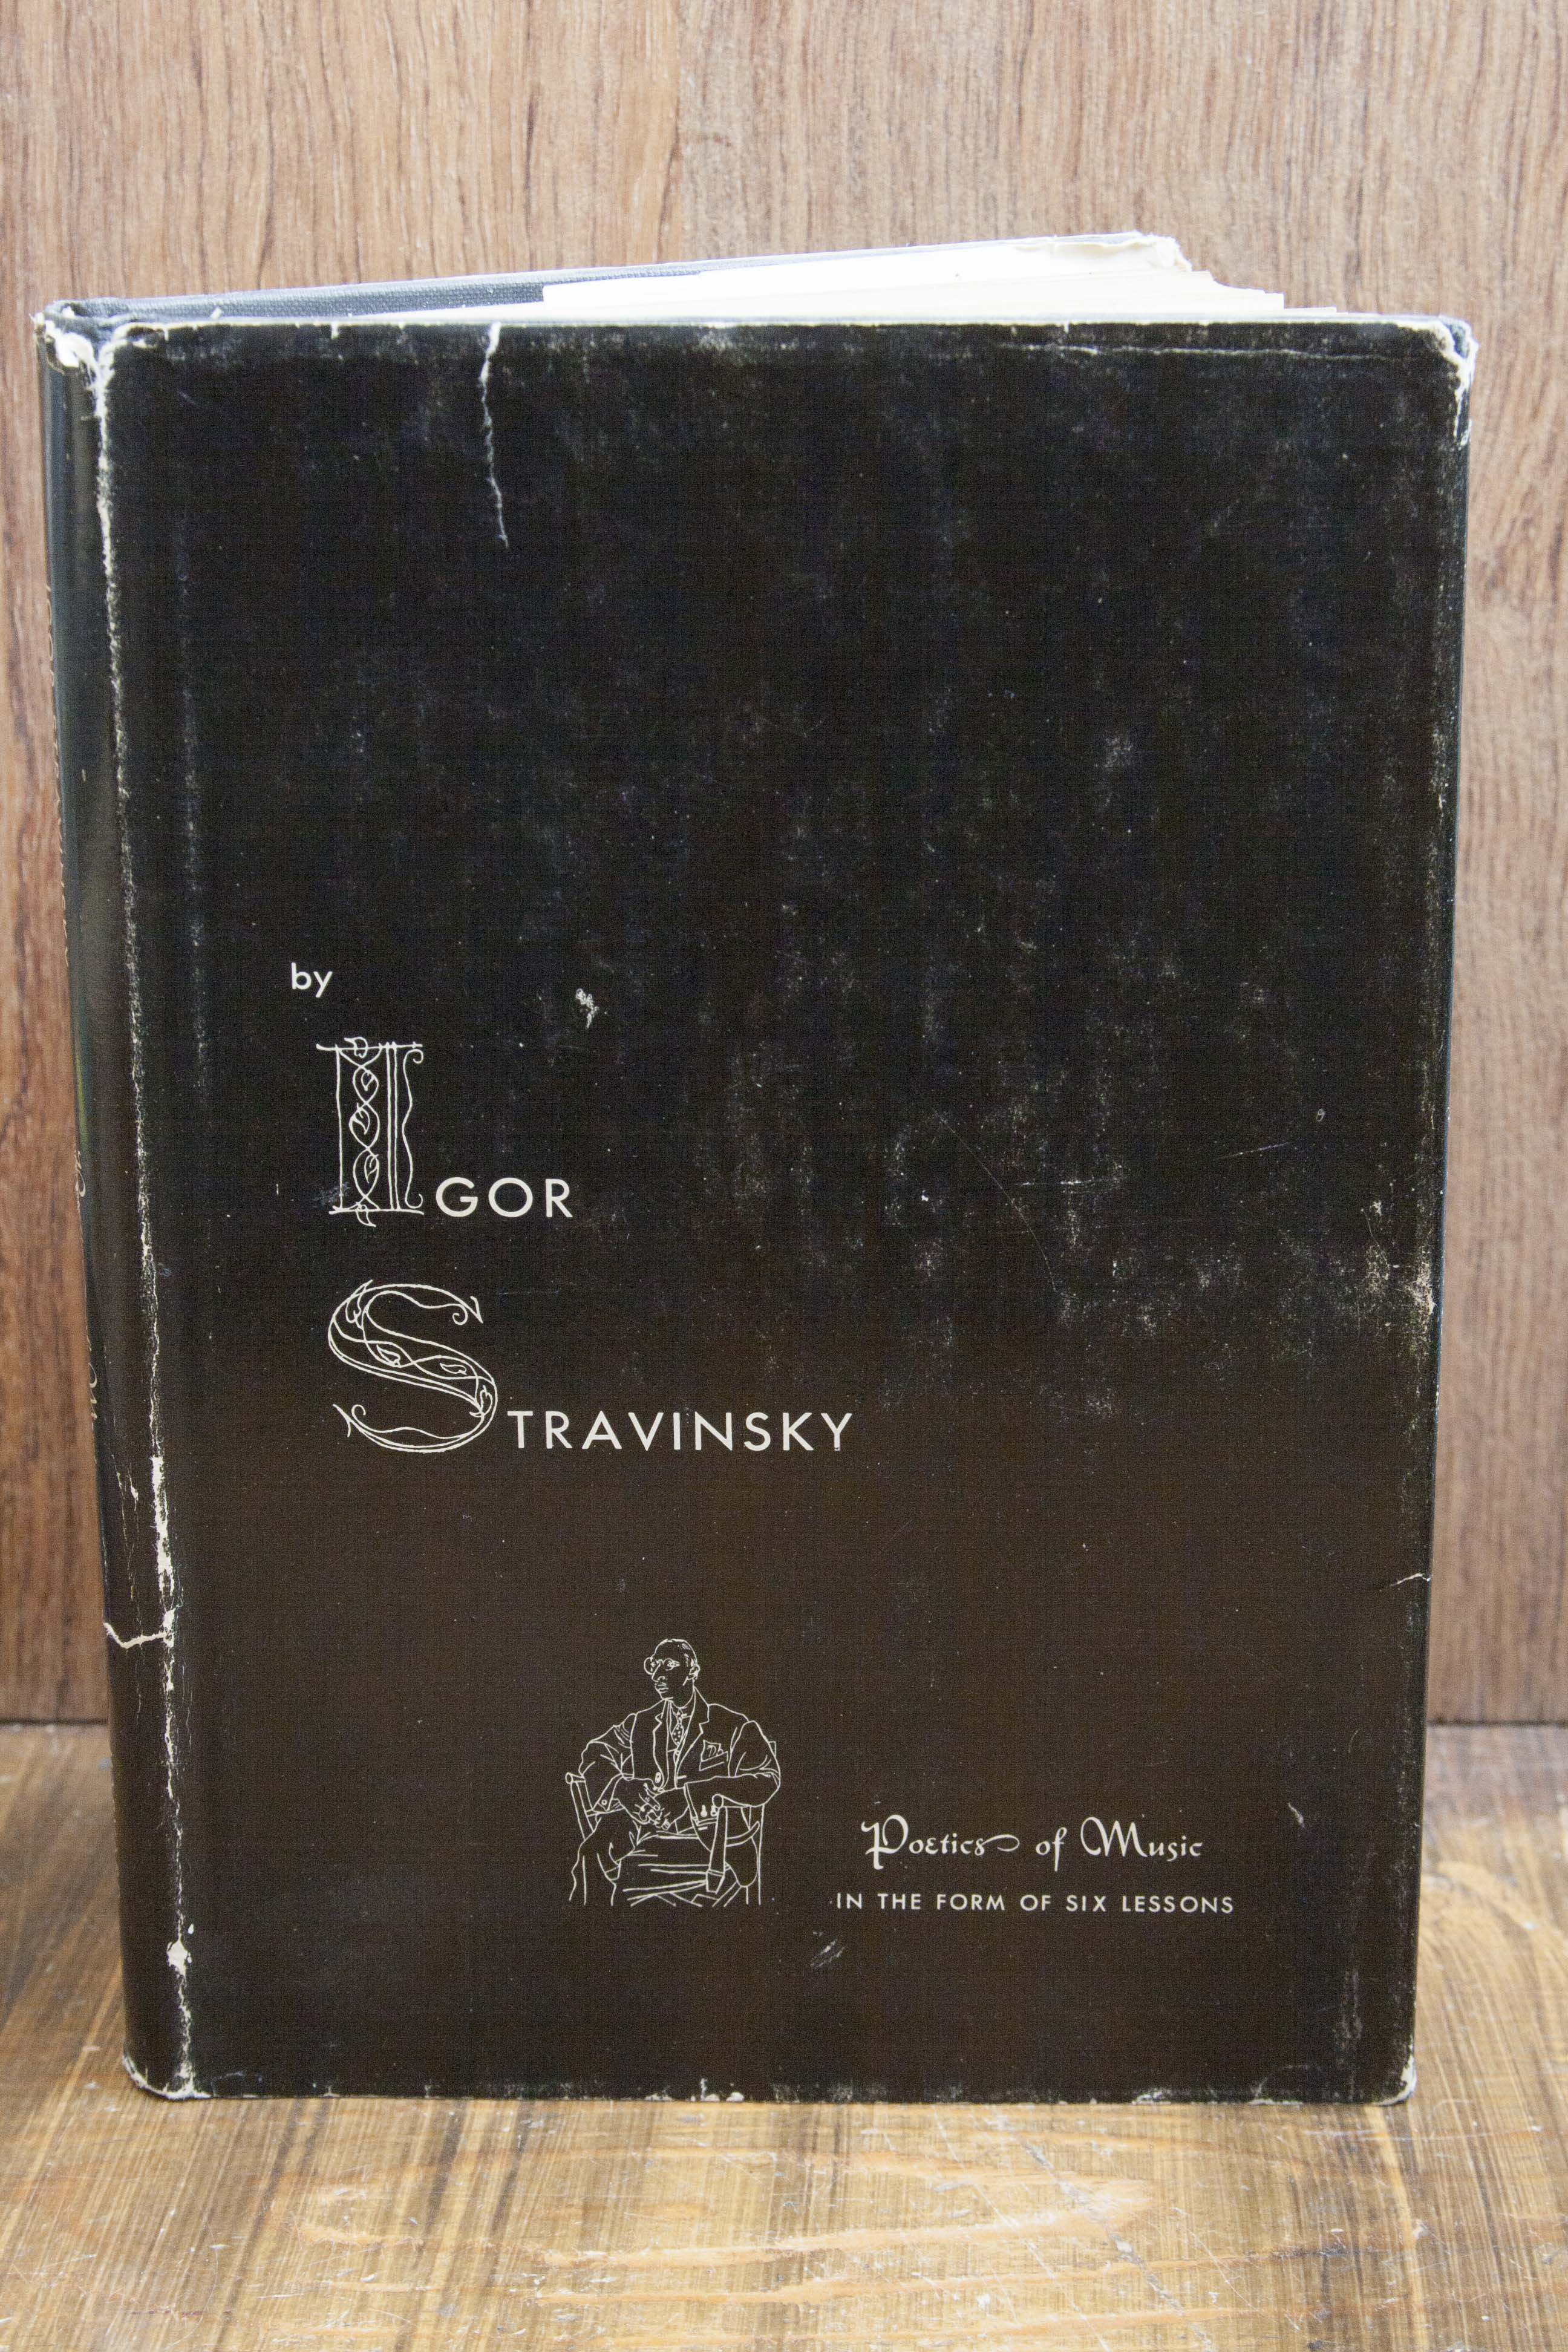 by
IGOR
STRAVINSKY
Poetics of Music
IN THE FORM OF SIX LESSONS